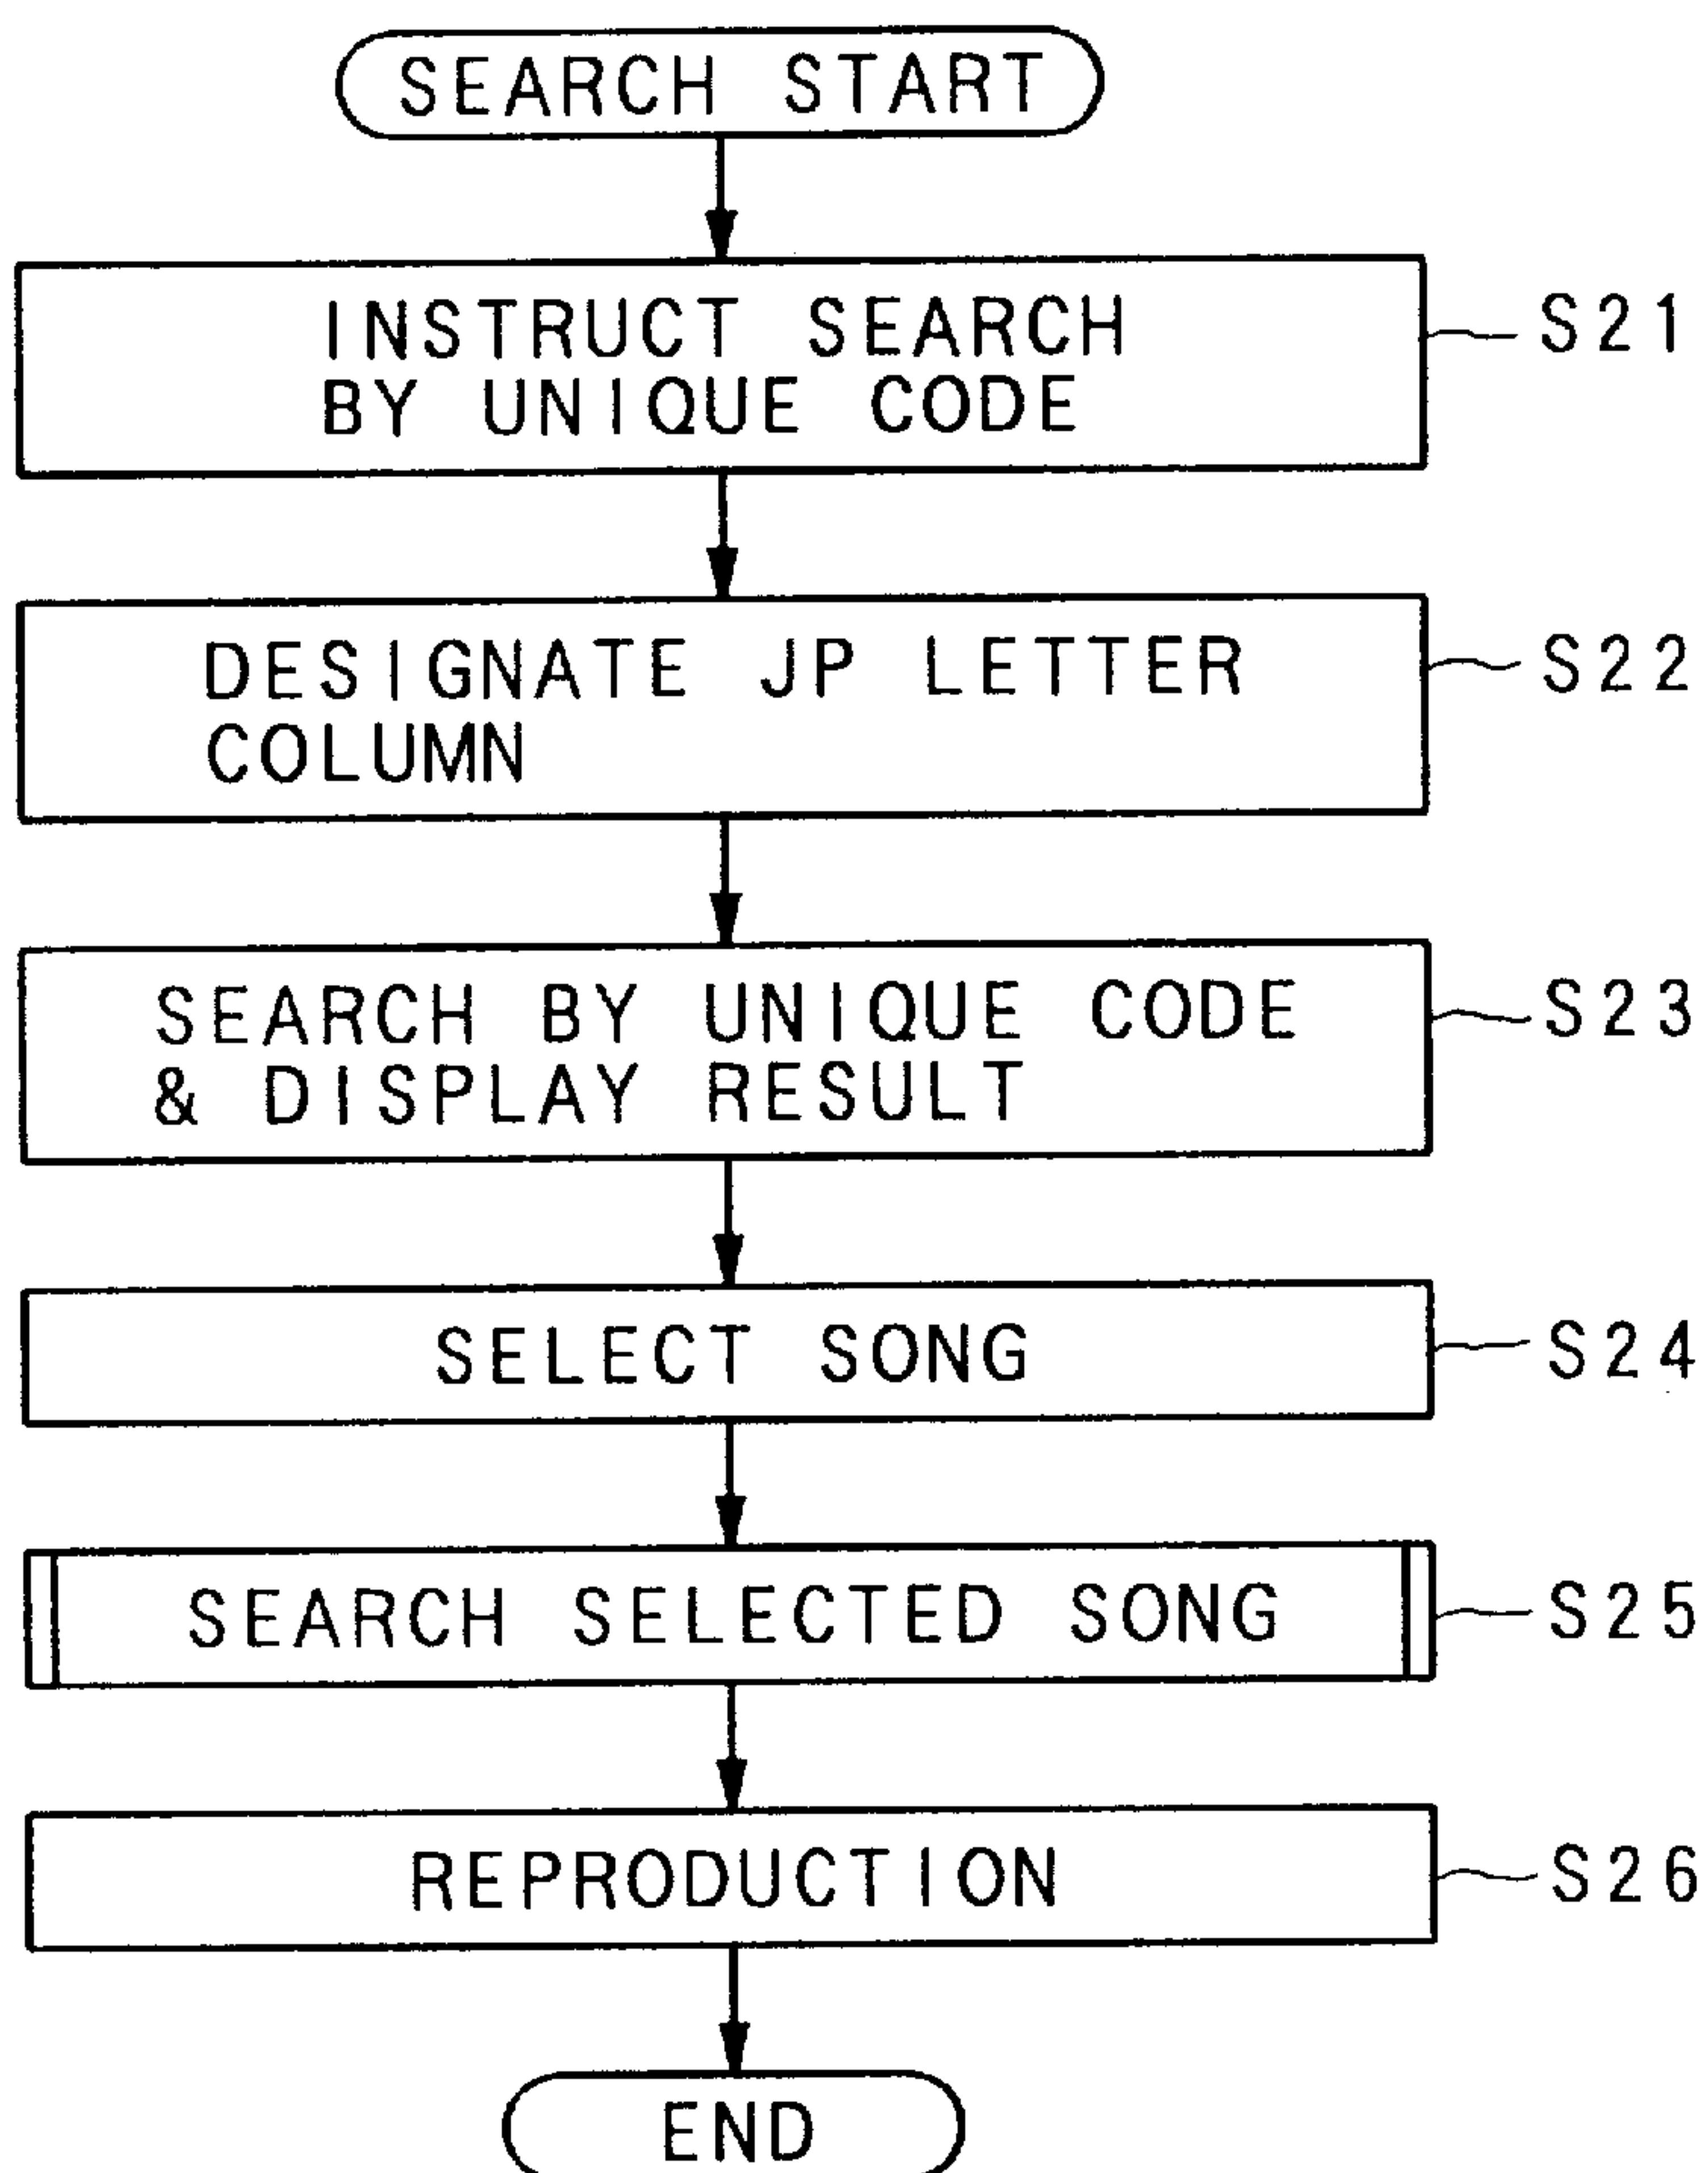 SEARCH START
INSTRUCT SEARCH
BY UNIQUE CODE
S21
DESIGNATE JP LETTER
COLUMN
S22
SEARCH BY UNIQUE CODE
& DISPLAY RESULT
S23
SELECT SONG
S24
SEARCH SELECTED SONG
S25
REPRODUCTION
S26
END